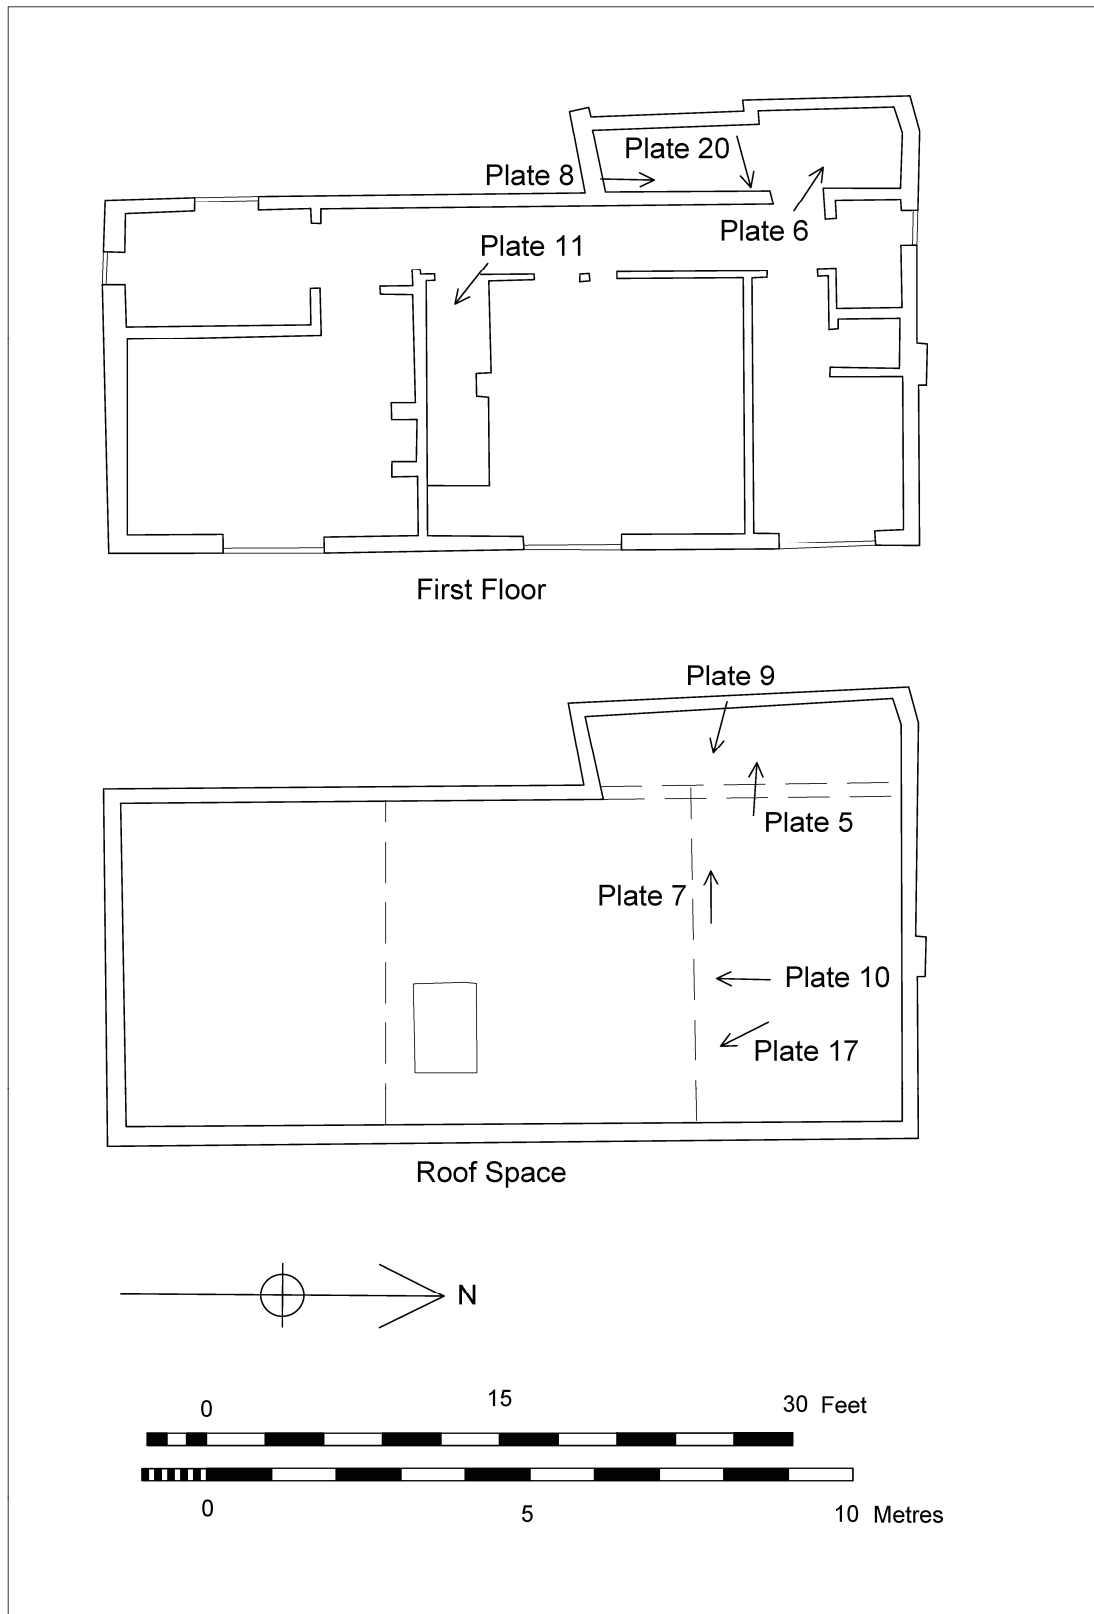 Plate 20
Plate 8
Plate 6
Plate 11
First Floor
Plate 9
Plate 5
Plate 7
Plate 10
Plate 17
Roof Space
N
0 15 30 Feet
0 5 10 Metres